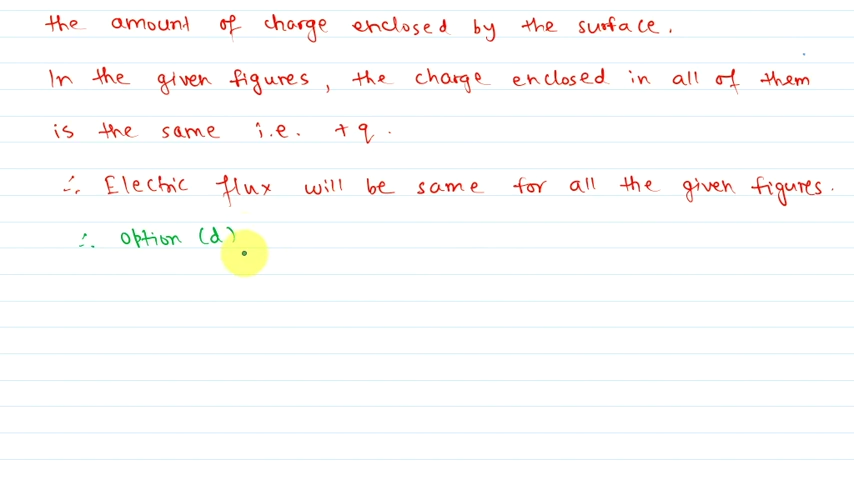 the amount of charge enclosed by the surface.
In the given figures, the charge enclosed in all of them
is the same i.e. +q.
∴ Electric flux will be same for all the given figures.
∴ option (d)